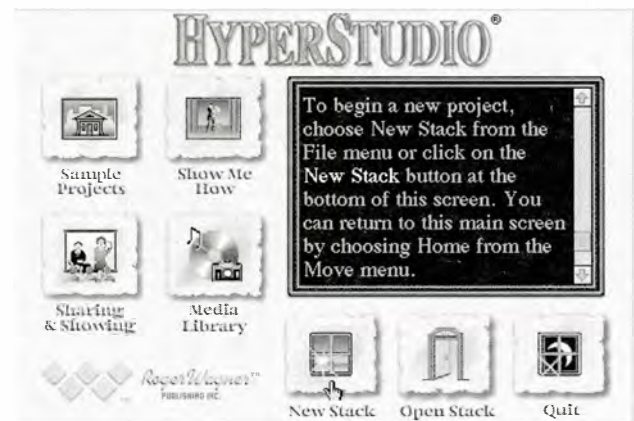 HYPERSTUDIO®
Sample
Projects
Show Me
How
To begin a new project,
choose New Stack from the
File menu or click on the
New Stack button at the
bottom of this screen. You
can return to this main screen
by choosing Home from the
Move menu.
Sharing
& Showing
Media
Library
Roger Wagner™
PUBLISHING INC.
New Stack
Open Stack
Quit